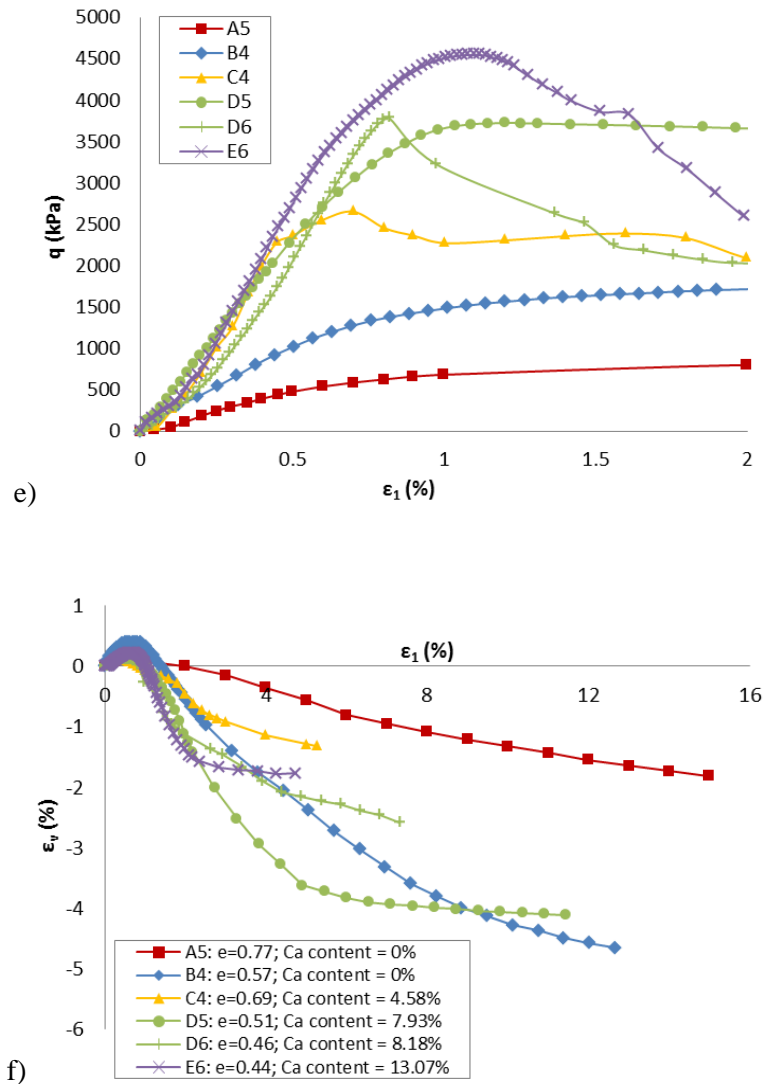 5000
4500
4000
3500
3000
2500
2000
1500
1000
500
0
q (kPa)
A5
B4
C4
D5
D6
E6
0 0.5 1 1.5 2
ε1 (%)
e)
1
0
-1
-2
-3
-4
-5
-6
εv (%)
ε1 (%)
0 4 8 12 16
A5: e=0.77; Ca content = 0%
B4: e=0.57; Ca content = 0%
C4: e=0.69; Ca content = 4.58%
D5: e=0.51; Ca content = 7.93%
D6: e=0.46; Ca content = 8.18%
E6: e=0.44; Ca content = 13.07%
f)